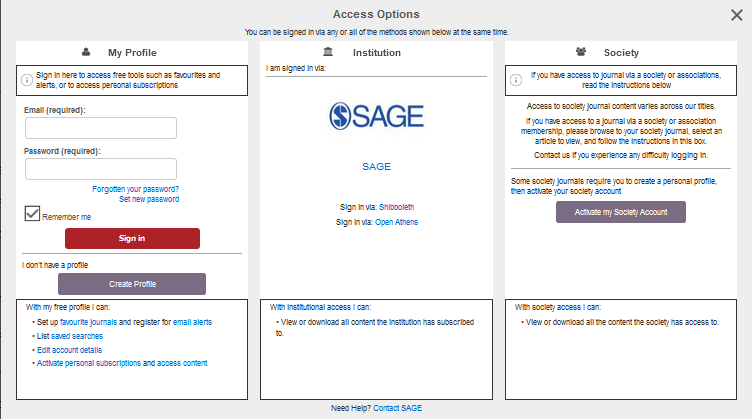 Access Options
You can be signed in via any or all of the methods shown below at the same time.
My Profile
Sign in here to access free tools such as favourites and
alerts, or to access personal subscriptions
Email (required):
Password (required):
Forgotten your password?
Set new password
Remember me
Sign in
I don't have a profile
Create Profile
With my free profile I can:
• Set up favourite journals and register for email alerts
• List saved searches
• Edit account details
• Activate personal subscriptions and access content
Institution
I am signed in via:
SAGE
SAGE
Sign in via: Shibboleth
Sign in via: Open Athens
With institutional access I can:
• View or download all content the institution has subscribed
to.
Society
If you have access to journal via a society or associations,
read the instructions below
Access to society journal content varies across our titles.
If you have access to a journal via a society or association
membership, please browse to your society journal, select an
article to view, and follow the instructions in this box.
Contact us if you experience any difficulty logging in.
Some society journals require you to create a personal profile,
then activate your society account
Activate my Society Account
With society access I can:
• View or download all the content the society has access to.
Need Help? Contact SAGE